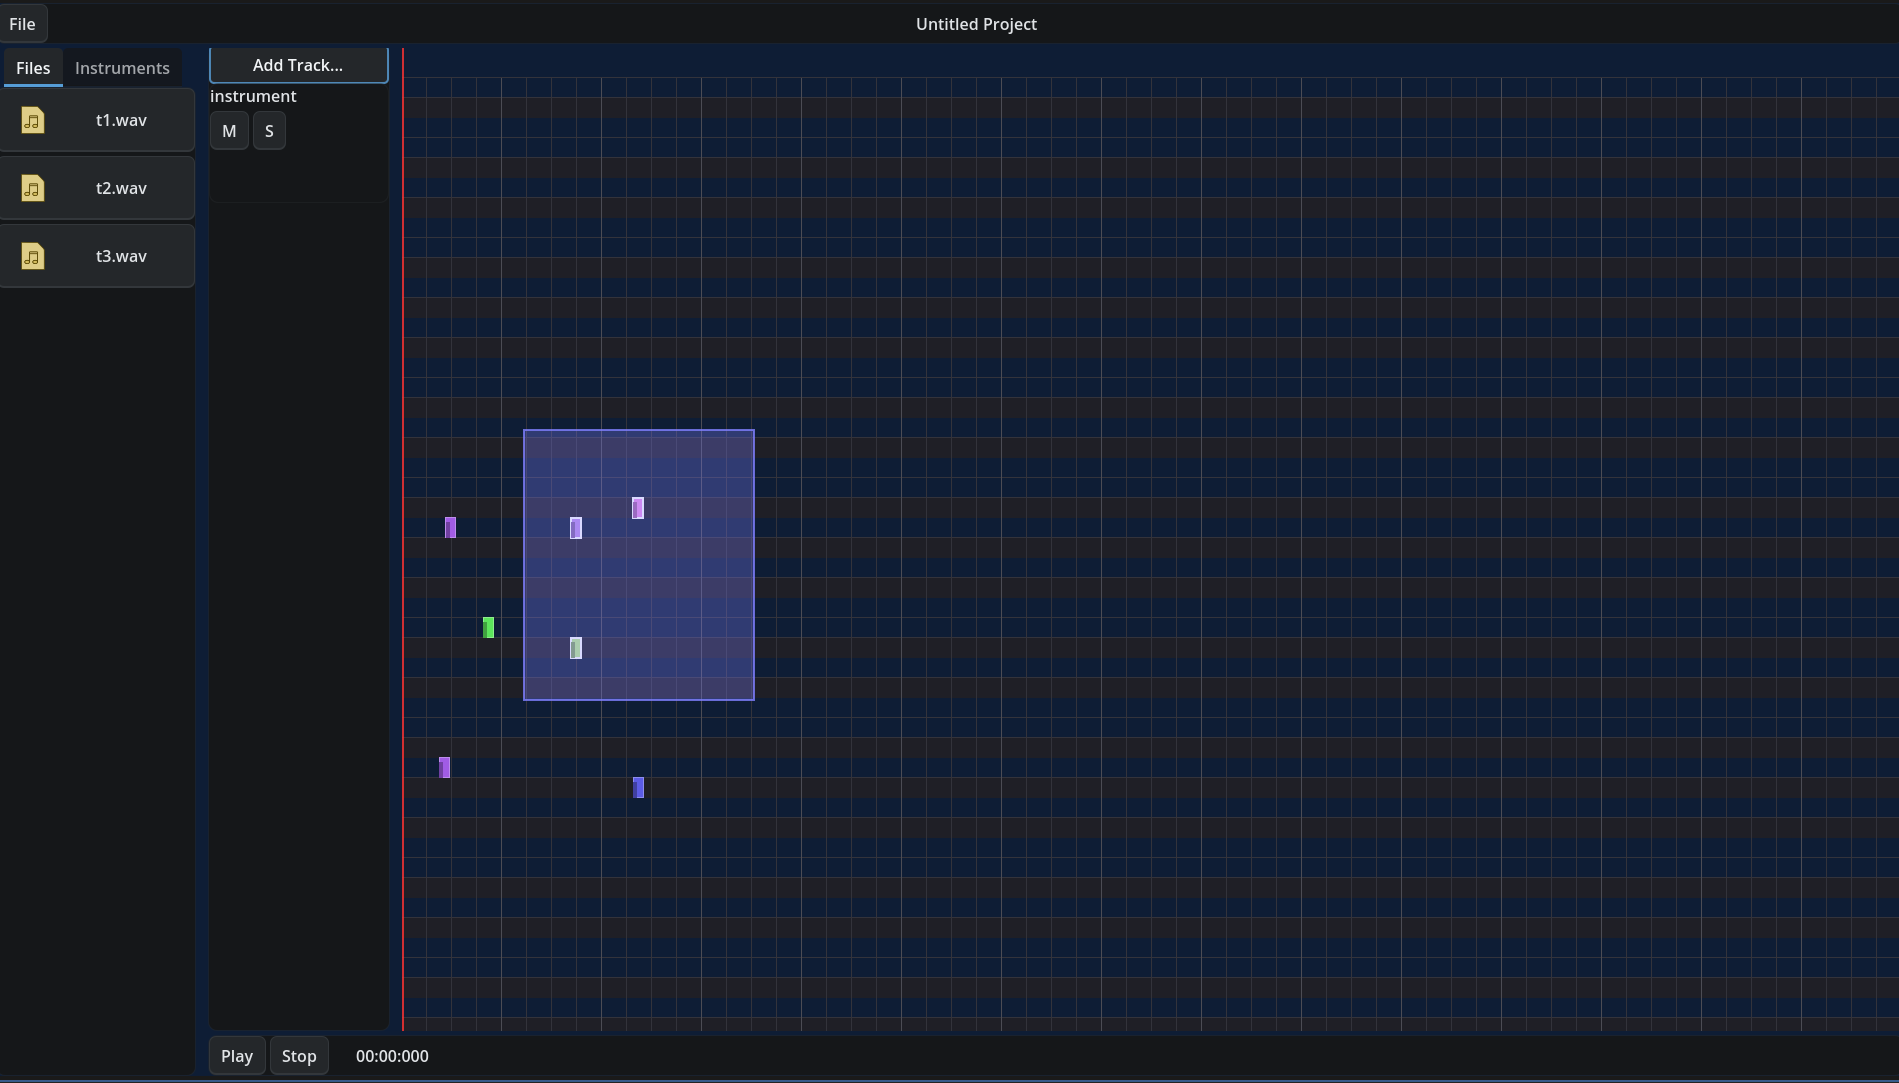 File
Untitled Project
Files
Instruments
t1.wav
t2.wav
t3.wav
Add Track...
instrument
M
S
Play
Stop
00:00:000